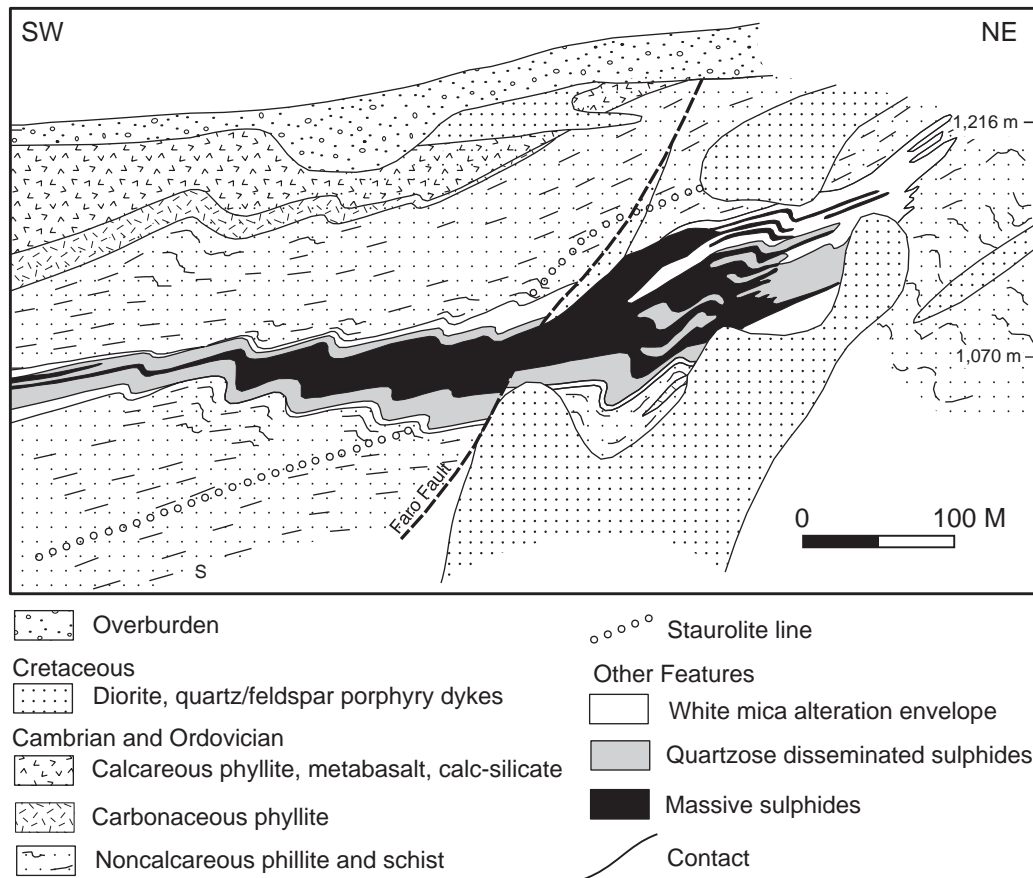 SW
NE
1,216 m
1,070 m
Faro Fault
0 100 M
S
Overburden
Cretaceous
Diorite, quartz/feldspar porphyry dykes
Cambrian and Ordovician
Calcareous phyllite, metabasalt, calc-silicate
Carbonaceous phyllite
Noncalcareous phillite and schist
Staurolite line
Other Features
White mica alteration envelope
Quartzose disseminated sulphides
Massive sulphides
Contact